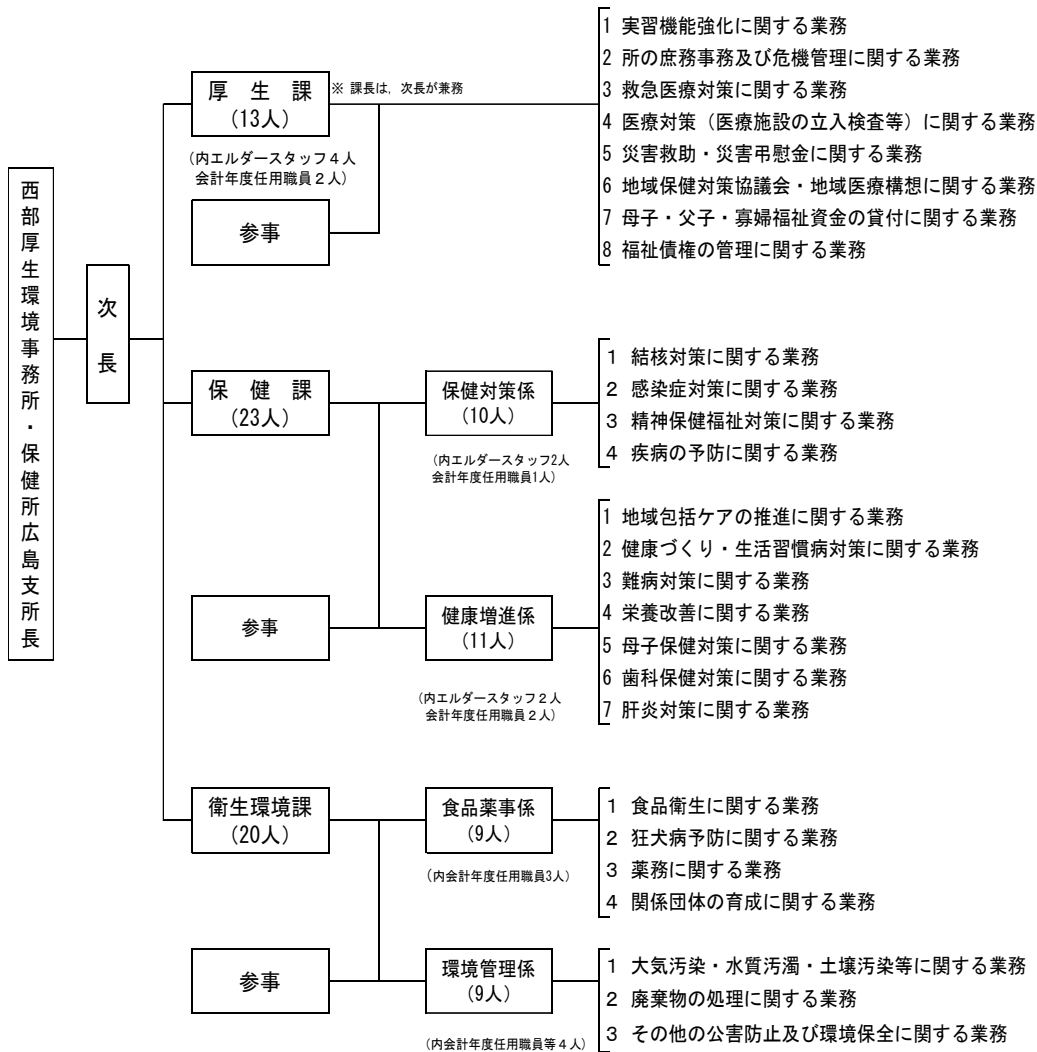 西部厚生環境事務所・保健所広島支所長
次長
厚生課
(13人)
※ 課長は，次長が兼務
(内エルダースタッフ４人
会計年度任用職員２人)
参事
1 実習機能強化に関する業務
2 所の庶務事務及び危機管理に関する業務
3 救急医療対策に関する業務
4 医療対策（医療施設の立入検査等）に関する業務
5 災害救助・災害弔慰金に関する業務
6 地域保健対策協議会・地域医療構想に関する業務
7 母子・父子・寡婦福祉資金の貸付に関する業務
8 福祉債権の管理に関する業務
保健課
(23人)
参事
保健対策係
(10人)
(内エルダースタッフ2人
会計年度任用職員1人)
1 結核対策に関する業務
2 感染症対策に関する業務
3 精神保健福祉対策に関する業務
4 疾病の予防に関する業務
健康増進係
(11人)
(内エルダースタッフ２人
会計年度任用職員２人)
1 地域包括ケアの推進に関する業務
2 健康づくり・生活習慣病対策に関する業務
3 難病対策に関する業務
4 栄養改善に関する業務
5 母子保健対策に関する業務
6 歯科保健対策に関する業務
7 肝炎対策に関する業務
衛生環境課
(20人)
参事
食品薬事係
(9人)
(内会計年度任用職員3人)
1 食品衛生に関する業務
2 狂犬病予防に関する業務
3 薬務に関する業務
4 関係団体の育成に関する業務
環境管理係
(9人)
(内会計年度任用職員等４人)
1 大気汚染・水質汚濁・土壌汚染等に関する業務
2 廃棄物の処理に関する業務
3 その他の公害防止及び環境保全に関する業務